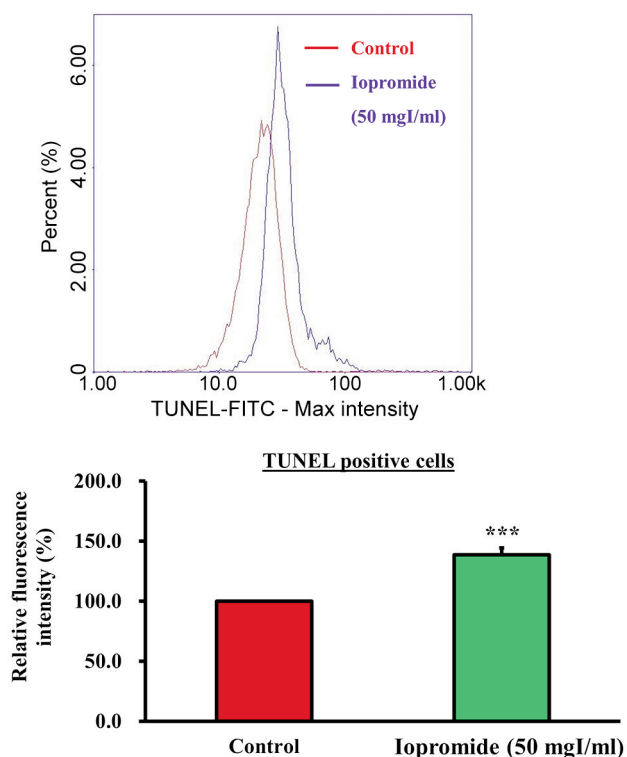 Control
Iopromide
(50 mgI/ml)
Percent (%)
6.00
4.00
2.00
0
1.00
10.0
100
1.00k
TUNEL-FITC - Max intensity
TUNEL positive cells
Relative fluorescence
intensity (%)
200.0
150.0
100.0
50.0
0.0
***
Control
Iopromide (50 mgI/ml)